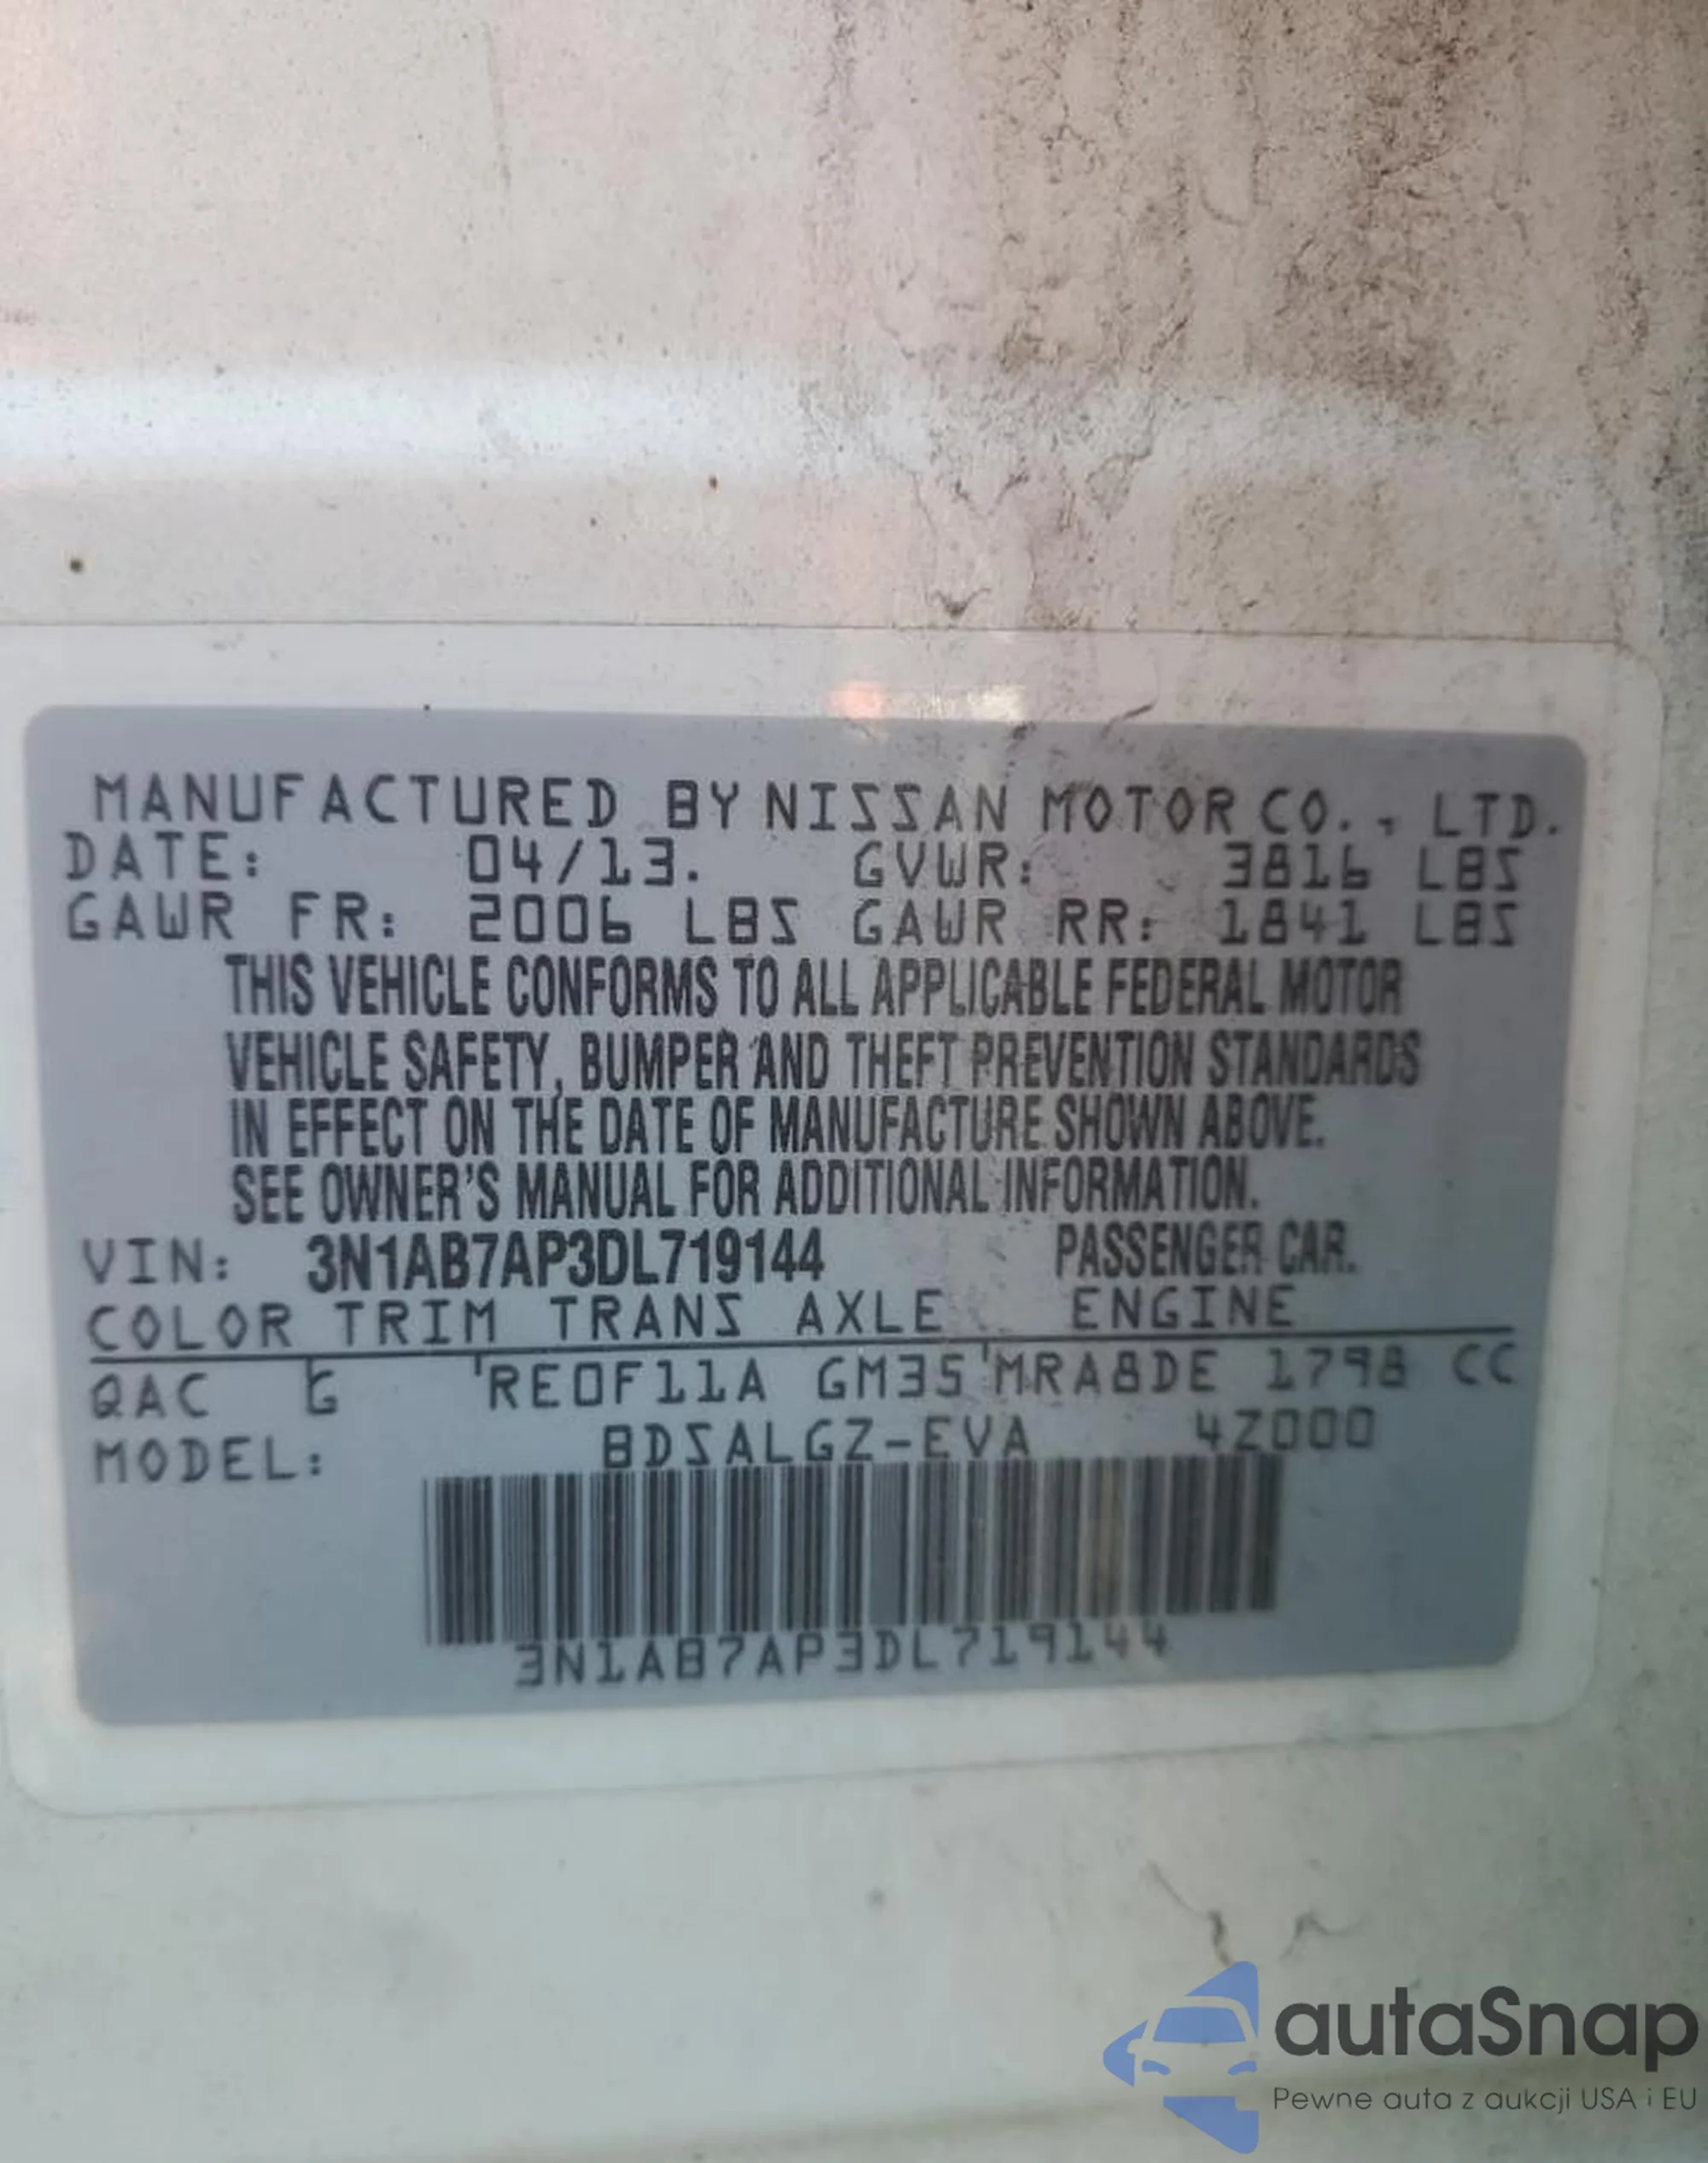 MANUFACTURED BY NISSAN MOTOR CO., LTD.
DATE: 04/13. GVWR: 3816 LBS
GAWR FR: 2006 LBS GAWR RR: 1841 LBS
THIS VEHICLE CONFORMS TO ALL APPLICABLE FEDERAL MOTOR
VEHICLE SAFETY, BUMPER AND THEFT PREVENTION STANDARDS
IN EFFECT ON THE DATE OF MANUFACTURE SHOWN ABOVE.
SEE OWNER'S MANUAL FOR ADDITIONAL INFORMATION.
VIN: 3N1AB7AP3DL719144 PASSENGER CAR.
COLOR TRIM TRANS AXLE ENGINE
QAC G 'RE0F11A GM35'MRA8DE 1798 CC
MODEL: BDSALGZ-EVA 4Z000
3N1AB7AP3DL719144
autaSnap
Pewne auta z aukcji USA i EU